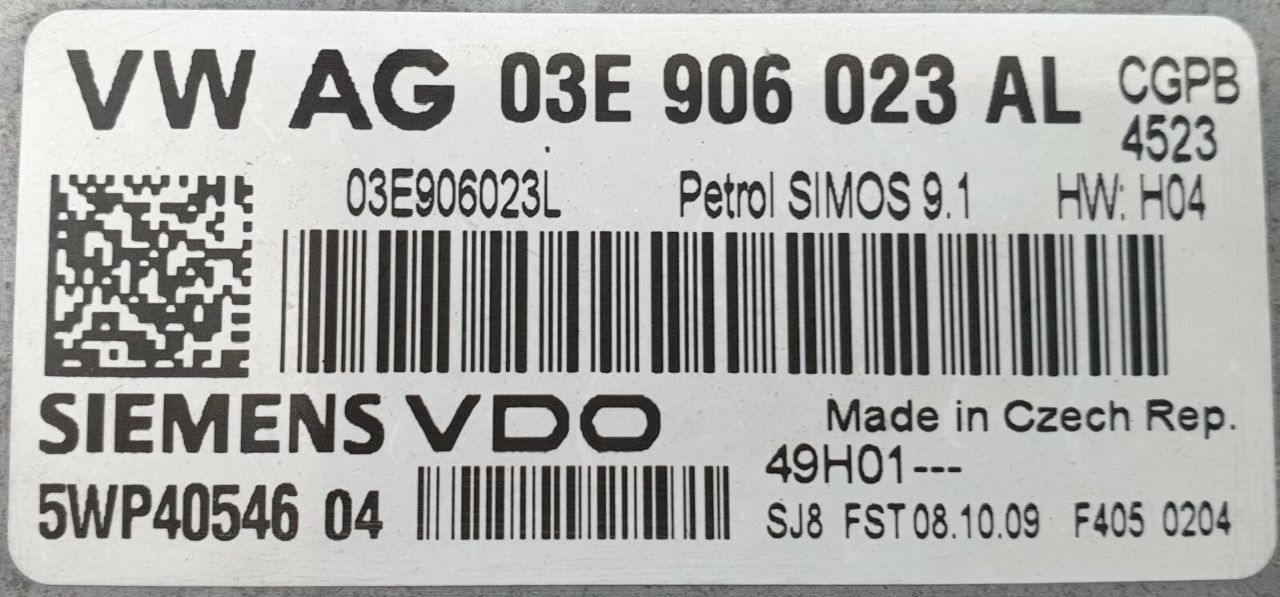 VW AG 03E 906 023 AL CGPB
4523
03E906023L Petrol SIMOS 9.1 HW: H04
SIEMENS VDO Made in Czech Rep.
49H01---
5WP40546 04 SJ8 FST 08.10.09 F405 0204